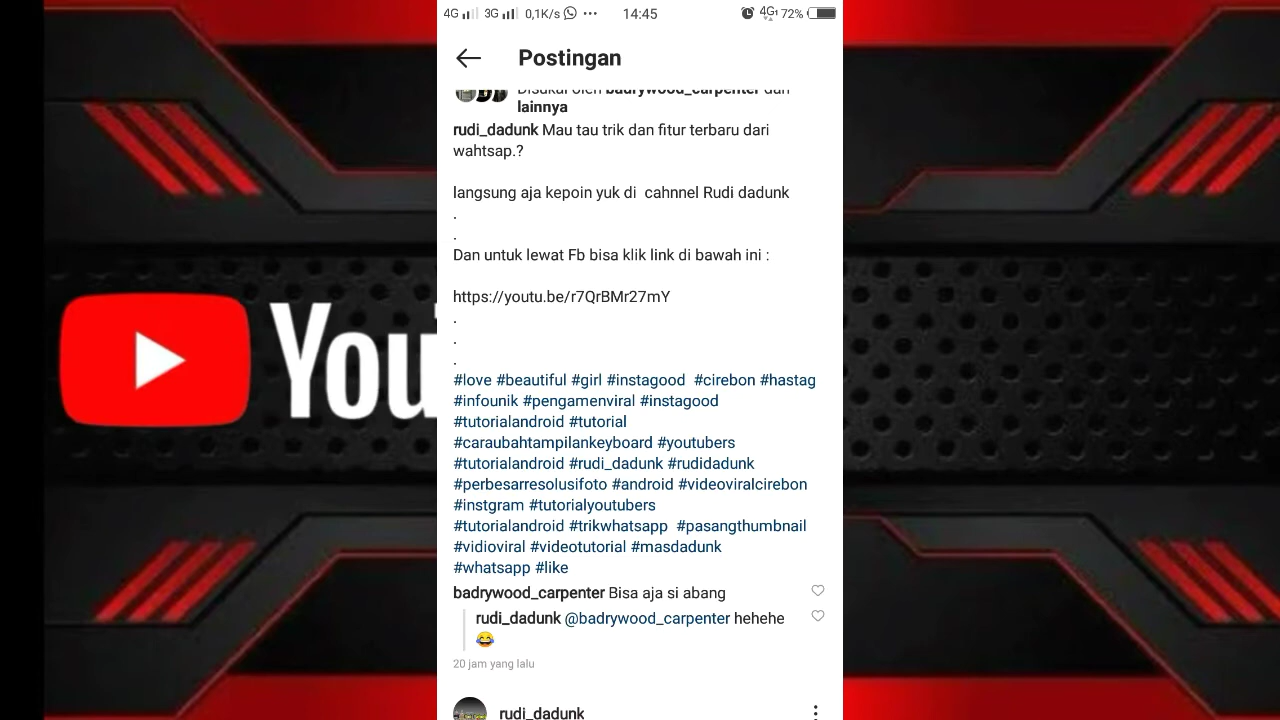 4G 3G 0,1K/s 14:45 4G 72%
Postingan
Disukai oleh badrywood_carpenter dan
lainnya
rudi_dadunk Mau tau trik dan fitur terbaru dari
wahtsap.?
langsung aja kepoin yuk di cahnnel Rudi dadunk
.
.
Dan untuk lewat Fb bisa klik link di bawah ini :
https://youtu.be/r7QrBMr27mY
.
.
.
#love #beautiful #girl #instagood #cirebon #hastag
#infounik #pengamenviral #instagood
#tutorialandroid #tutorial
#caraubahtampilankeyboard #youtubers
#tutorialandroid #rudi_dadunk #rudidadunk
#perbesarresolusifoto #android #videoviralcirebon
#instgram #tutorialyoutubers
#tutorialandroid #trikwhatsapp #pasangthumbnail
#vidioviral #videotutorial #masdadunk
#whatsapp #like
badrywood_carpenter Bisa aja si abang
rudi_dadunk @badrywood_carpenter hehehe
😂
20 jam yang lalu
rudi_dadunk
You